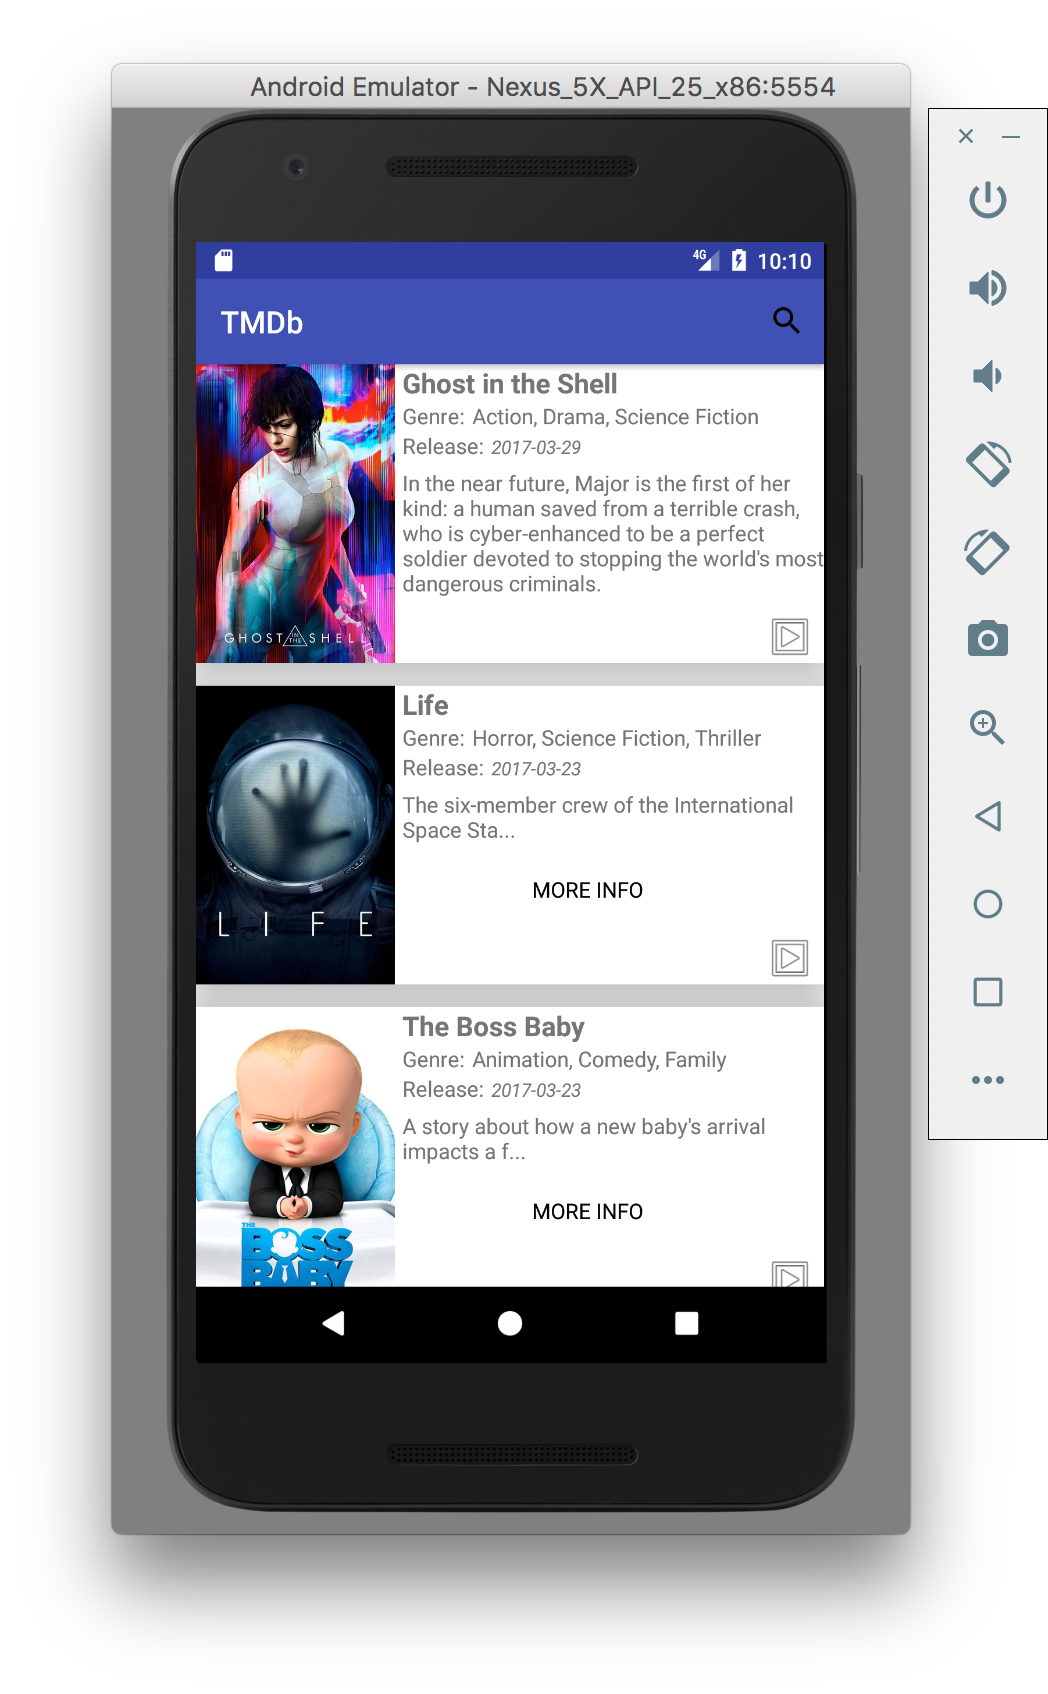 Android Emulator - Nexus_5X_API_25_x86:5554
4G 10:10
TMDb
Ghost in the Shell
Genre: Action, Drama, Science Fiction
Release: 2017-03-29
In the near future, Major is the first of her
kind: a human saved from a terrible crash,
who is cyber-enhanced to be a perfect
soldier devoted to stopping the world's most
dangerous criminals.
GHOST IN THE SHELL
Life
Genre: Horror, Science Fiction, Thriller
Release: 2017-03-23
The six-member crew of the International
Space Sta...
MORE INFO
LIFE
The Boss Baby
Genre: Animation, Comedy, Family
Release: 2017-03-23
A story about how a new baby's arrival
impacts a f...
MORE INFO
THE
BOSS
BABY